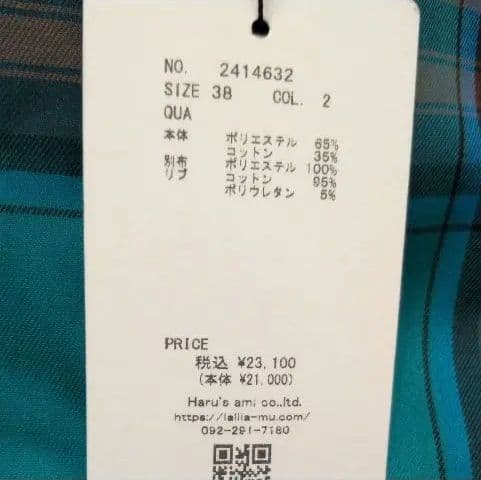 NO. 2414632
SIZE 38 COL. 2
QUA
本体 ポリエステル 65%
コットン 35%
別布 ポリエステル 100%
リブ コットン 95%
ポリウレタン 5%
PRICE
税込 ¥23,100
(本体 ¥21,000)
Haru's ami co.,ltd.
https://lallia-mu.com/
092-291-7180